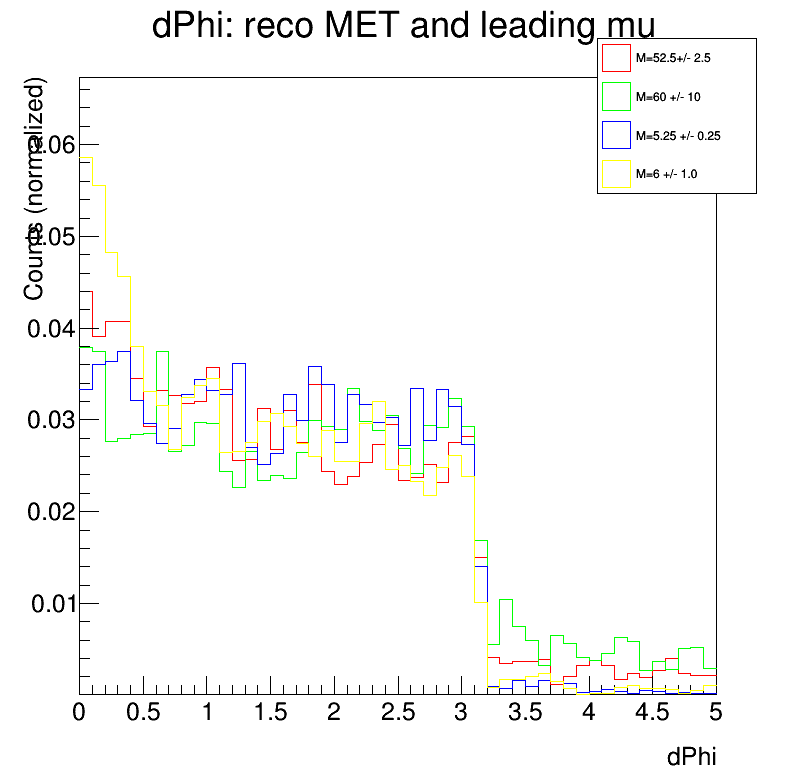 dPhi: reco MET and leading mu
M=52.5+/- 2.5
M=60 +/- 10
M=5.25 +/- 0.25
M=6 +/- 1.0
Counts (normalized)
0.06
0.05
0.04
0.03
0.02
0.01
0 0.5 1 1.5 2 2.5 3 3.5 4 4.5 5
dPhi